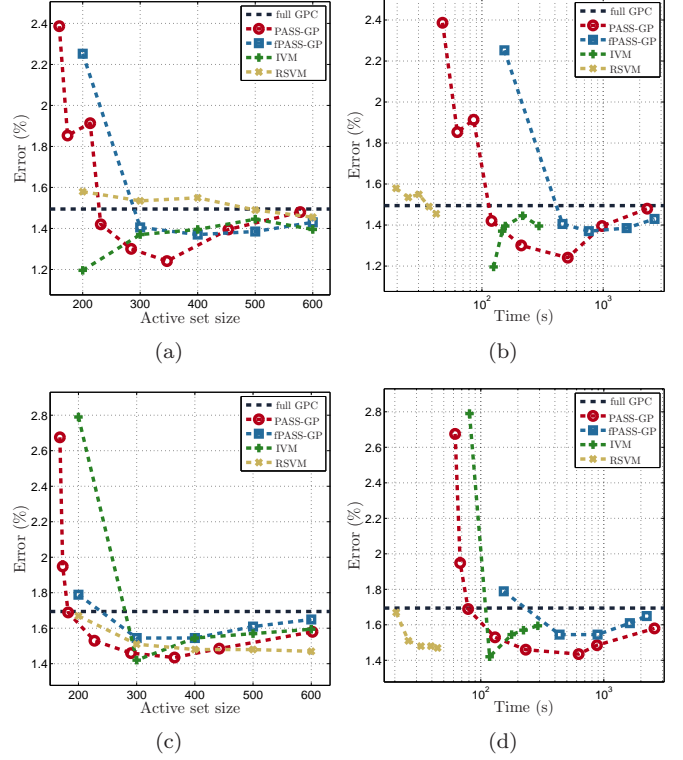 full GPC
PASS-GP
fPASS-GP
IVM
RSVM
2.4
2.2
2
1.8
1.6
1.4
1.2
Error (%)
200 300 400 500 600
Active set size
(a)
full GPC
PASS-GP
fPASS-GP
IVM
RSVM
2.4
2.2
2
1.8
1.6
1.4
1.2
Error (%)
10^2 10^3
Time (s)
(b)
full GPC
PASS-GP
fPASS-GP
IVM
RSVM
2.8
2.6
2.4
2.2
2
1.8
1.6
1.4
Error (%)
200 300 400 500 600
Active set size
(c)
full GPC
PASS-GP
fPASS-GP
IVM
RSVM
2.8
2.6
2.4
2.2
2
1.8
1.6
1.4
Error (%)
10^2 10^3
Time (s)
(d)